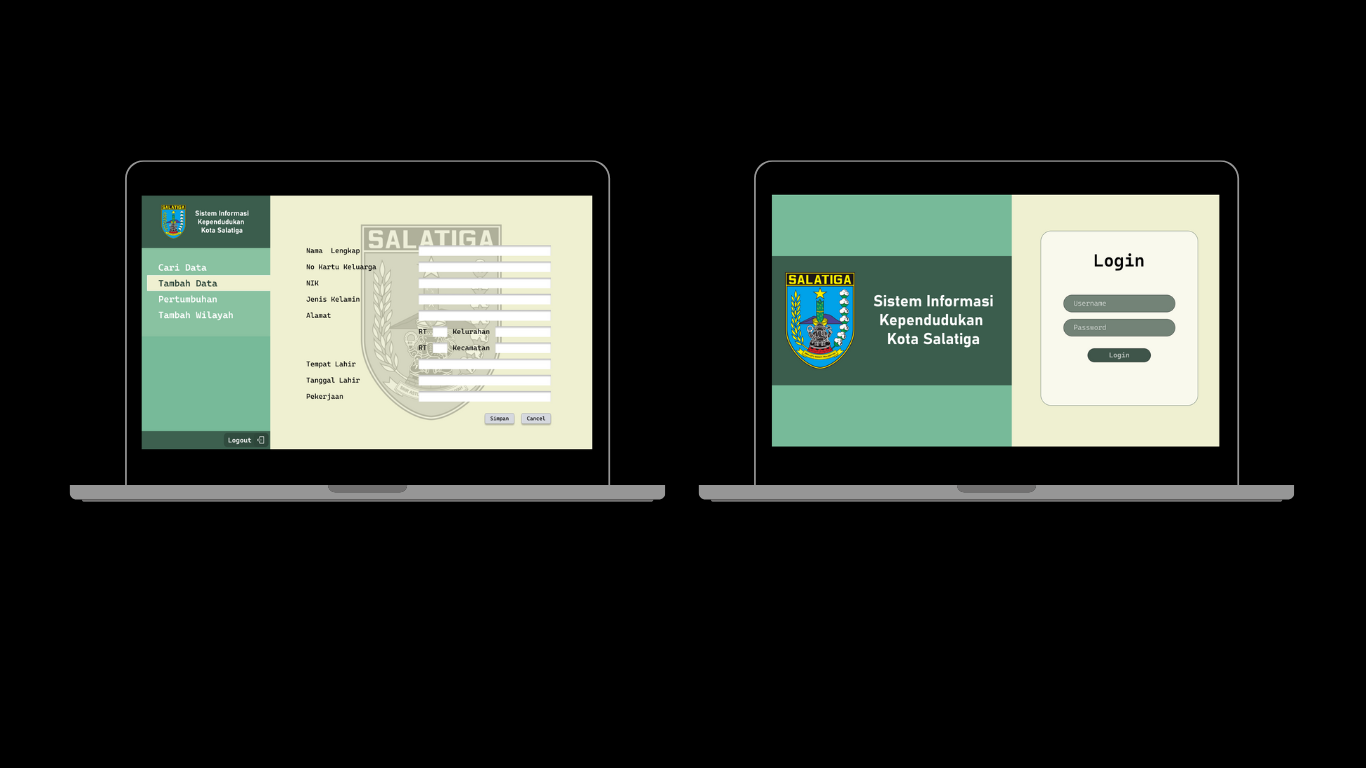 SALATIGA
Sistem Informasi
Kependudukan
Kota Salatiga
Cari Data
Tambah Data
Pertumbuhan
Tambah Wilayah
Logout
SALATIGA
Nama Lengkap
No Kartu Keluarga
NIK
Jenis Kelamin
Alamat
RT Kelurahan
RT Kecamatan
Tempat Lahir
Tanggal Lahir
Pekerjaan
Simpan Cancel
SALATIGA
Sistem Informasi
Kependudukan
Kota Salatiga
Login
Username
Password
Login